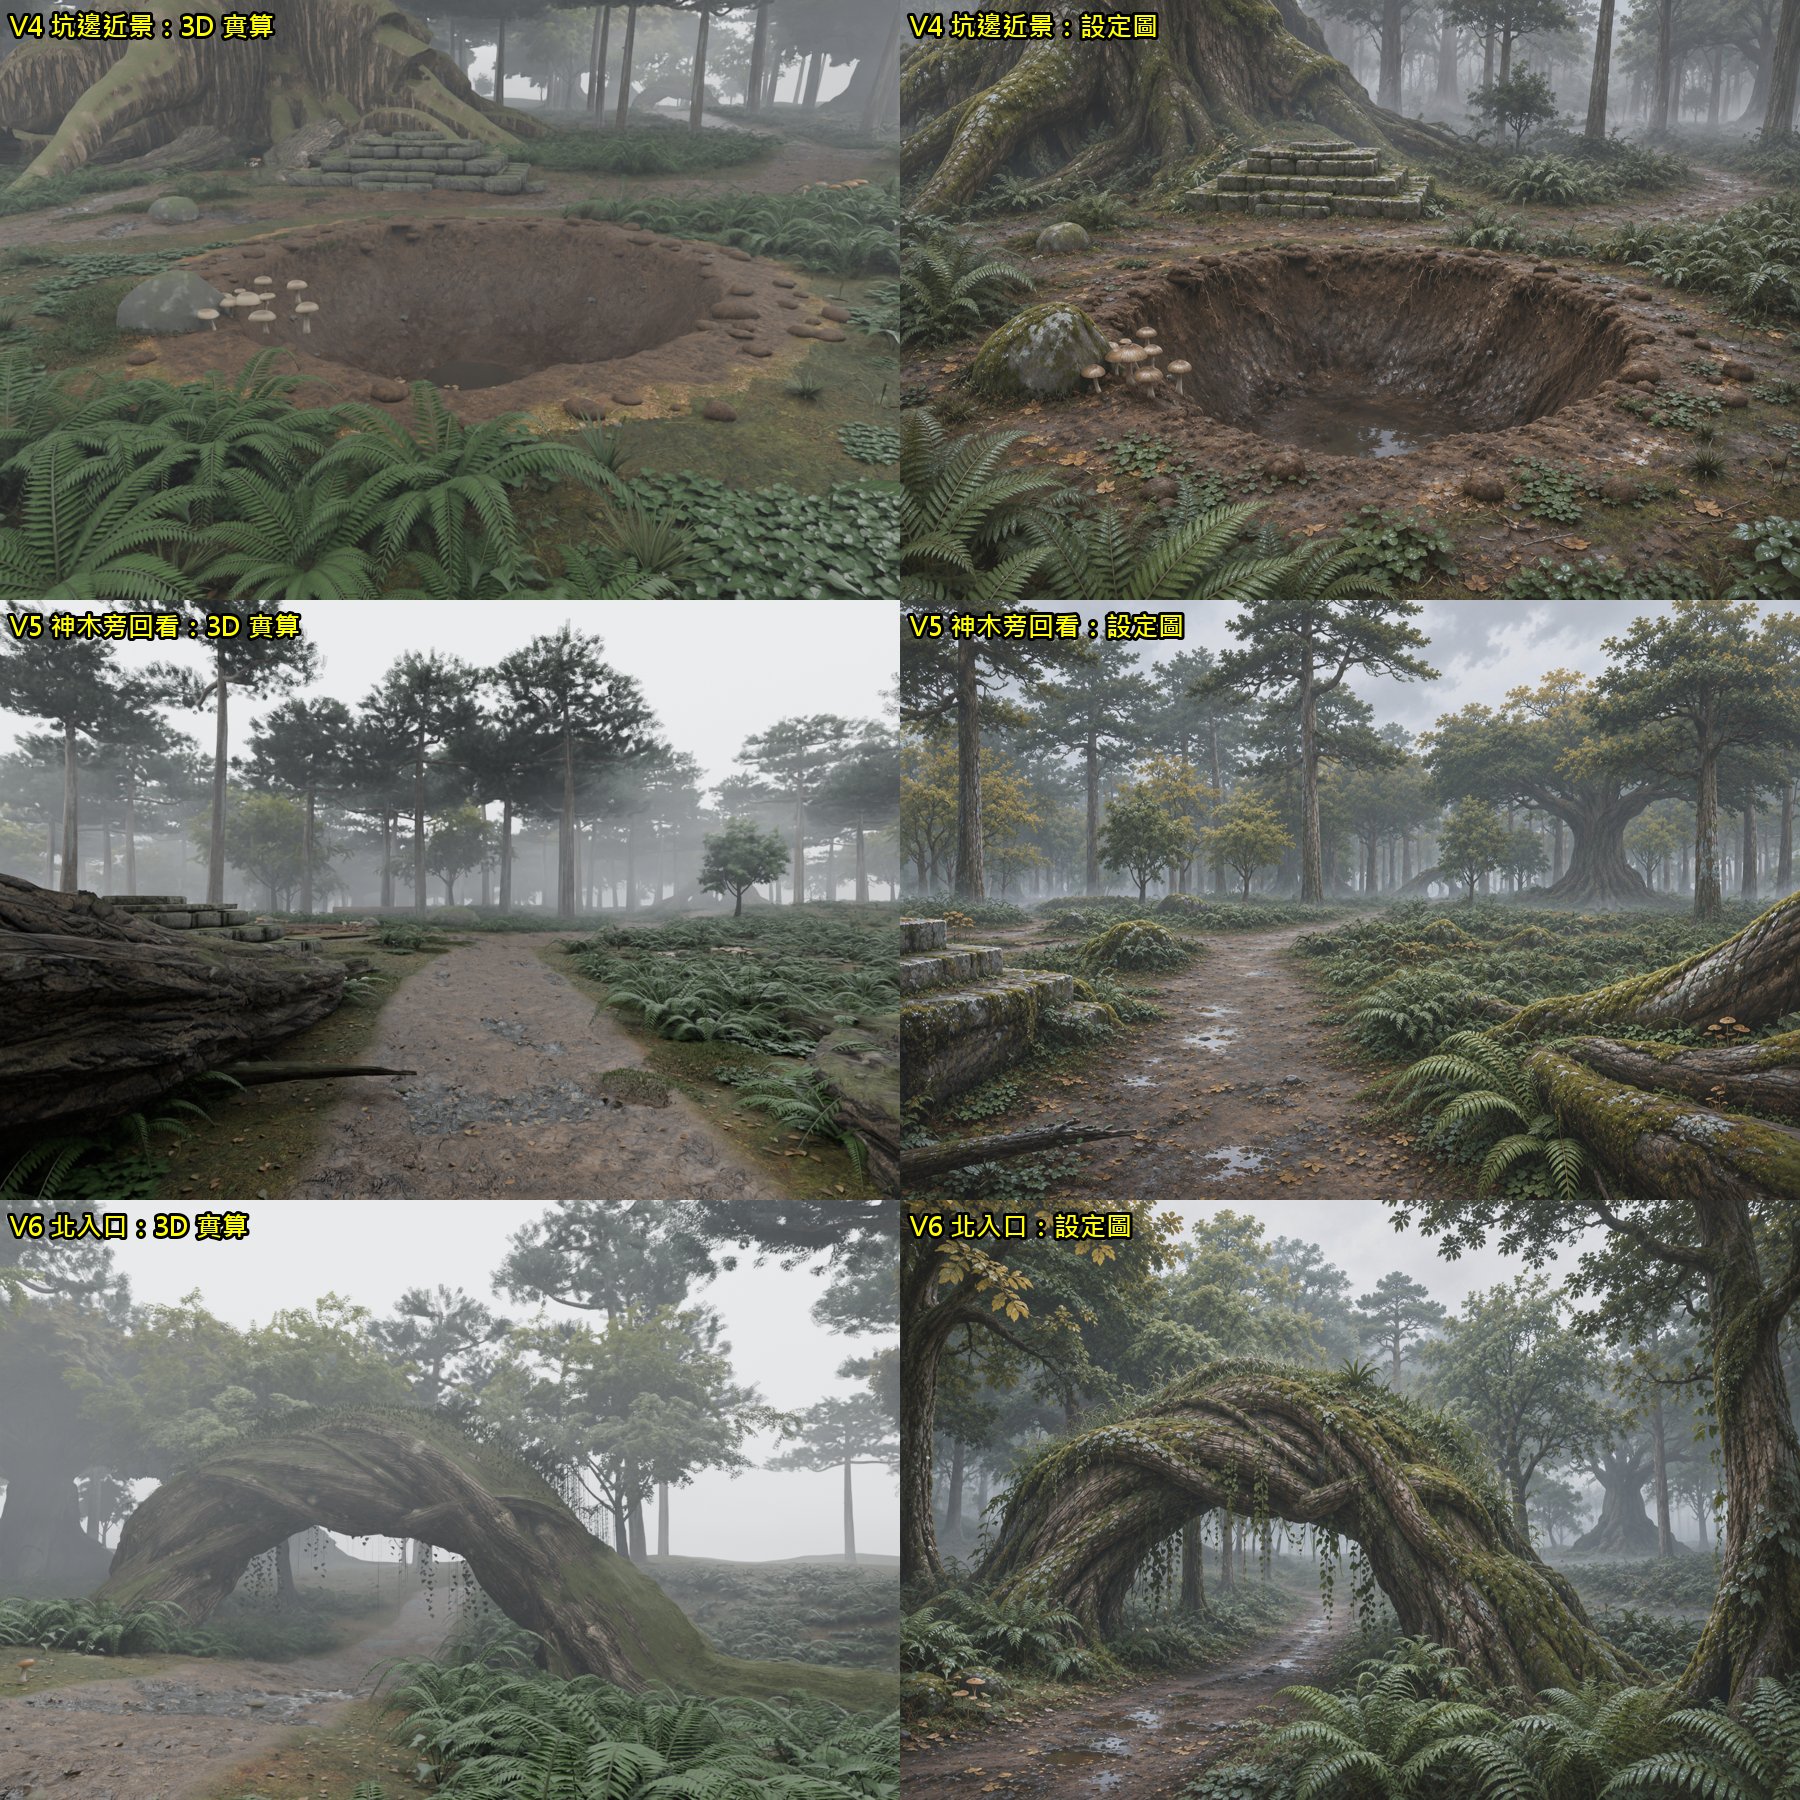 V4 坑邊近景：3D 實算
V4 坑邊近景：設定圖
V5 神木旁回看：3D 實算
V5 神木旁回看：設定圖
V6 北入口：3D 實算
V6 北入口：設定圖